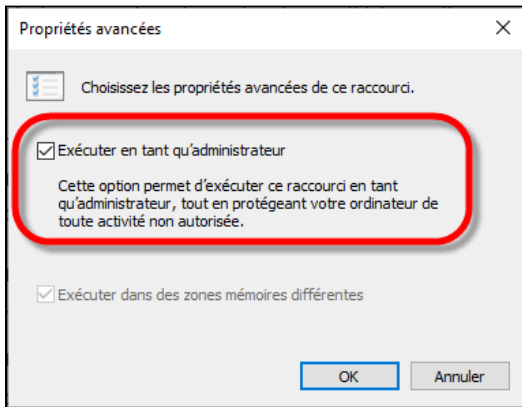 Propriétés avancées
Choisissez les propriétés avancées de ce raccourci.
Exécuter en tant qu'administrateur
Cette option permet d'exécuter ce raccourci en tant
qu'administrateur, tout en protégeant votre ordinateur de
toute activité non autorisée.
Exécuter dans des zones mémoires différentes
OK
Annuler